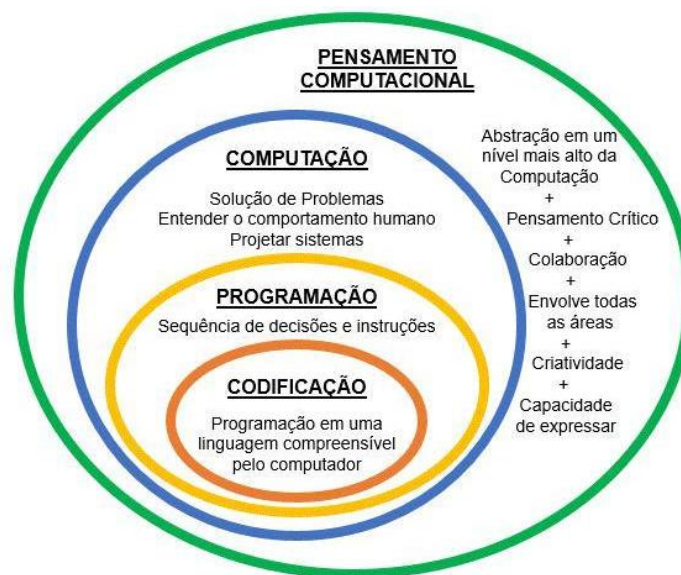 PENSAMENTO
COMPUTACIONAL
COMPUTAÇÃO
Solução de Problemas
Entender o comportamento humano
Projetar sistemas
PROGRAMAÇÃO
Sequência de decisões e instruções
CODIFICAÇÃO
Programação em uma
linguagem compreensível
pelo computador
Abstração em um
nível mais alto da
Computação
+
Pensamento Crítico
+
Colaboração
+
Envolve todas
as áreas
+
Criatividade
+
Capacidade
de expressar